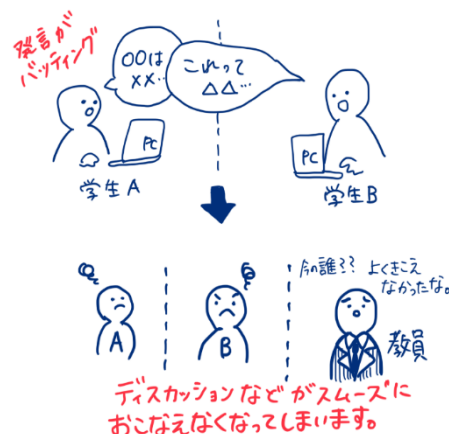 発言が
バッティング
〇〇は
××…
これって
△△…
PC
PC
学生A
学生B
今の誰?? よくきこえ
なかったな。
A
B
教員
ディスカッションなどがスムーズに
おこなえなくなってしまいます。